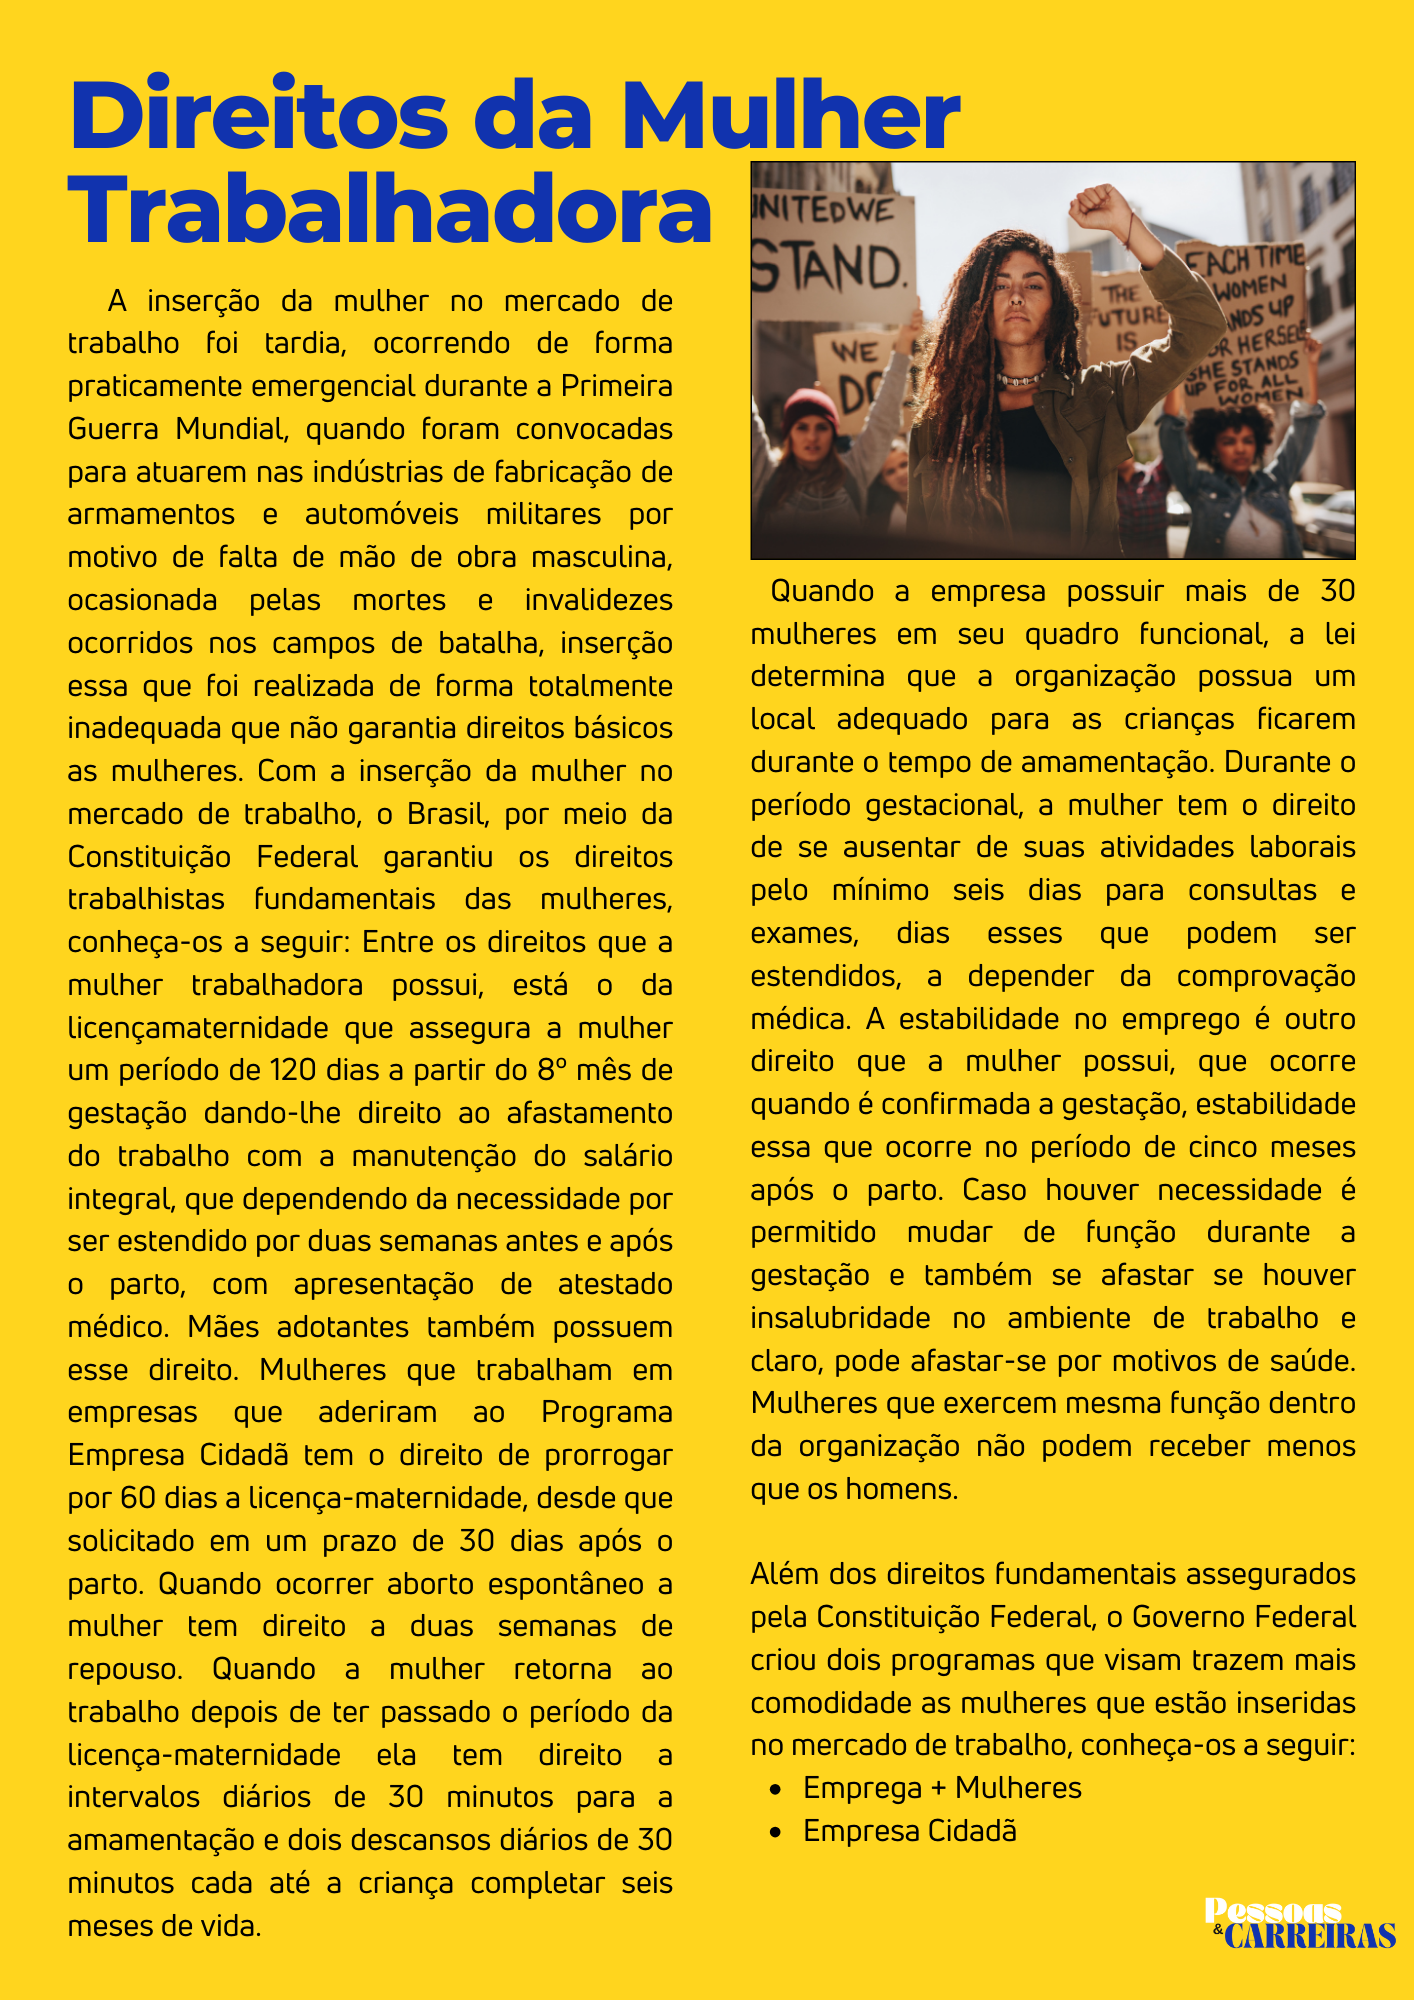 Direitos da Mulher
Trabalhadora
A inserção da mulher no mercado de
trabalho foi tardia, ocorrendo de forma
praticamente emergencial durante a Primeira
Guerra Mundial, quando foram convocadas
para atuarem nas indústrias de fabricação de
armamentos e automóveis militares por
motivo de falta de mão de obra masculina,
ocasionada pelas mortes e invalidezes
ocorridos nos campos de batalha, inserção
essa que foi realizada de forma totalmente
inadequada que não garantia direitos básicos
as mulheres. Com a inserção da mulher no
mercado de trabalho, o Brasil, por meio da
Constituição Federal garantiu os direitos
trabalhistas fundamentais das mulheres,
conheça-os a seguir: Entre os direitos que a
mulher trabalhadora possui, está o da
licençamaternidade que assegura a mulher
um período de 120 dias a partir do 8º mês de
gestação dando-lhe direito ao afastamento
do trabalho com a manutenção do salário
integral, que dependendo da necessidade por
ser estendido por duas semanas antes e após
o parto, com apresentação de atestado
médico. Mães adotantes também possuem
esse direito. Mulheres que trabalham em
empresas que aderiram ao Programa
Empresa Cidadã tem o direito de prorrogar
por 60 dias a licença-maternidade, desde que
solicitado em um prazo de 30 dias após o
parto. Quando ocorrer aborto espontâneo a
mulher tem direito a duas semanas de
repouso. Quando a mulher retorna ao
trabalho depois de ter passado o período da
licença-maternidade ela tem direito a
intervalos diários de 30 minutos para a
amamentação e dois descansos diários de 30
minutos cada até a criança completar seis
meses de vida.
NITED WE
STAND.
WE
DO
THE
FUTURE
IS
EACH TIME
WOMEN
NDS UP
OR HERSELF
SHE STANDS
UP FOR ALL
WOMEN
Quando a empresa possuir mais de 30
mulheres em seu quadro funcional, a lei
determina que a organização possua um
local adequado para as crianças ficarem
durante o tempo de amamentação. Durante o
período gestacional, a mulher tem o direito
de se ausentar de suas atividades laborais
pelo mínimo seis dias para consultas e
exames, dias esses que podem ser
estendidos, a depender da comprovação
médica. A estabilidade no emprego é outro
direito que a mulher possui, que ocorre
quando é confirmada a gestação, estabilidade
essa que ocorre no período de cinco meses
após o parto. Caso houver necessidade é
permitido mudar de função durante a
gestação e também se afastar se houver
insalubridade no ambiente de trabalho e
claro, pode afastar-se por motivos de saúde.
Mulheres que exercem mesma função dentro
da organização não podem receber menos
que os homens.
Além dos direitos fundamentais assegurados
pela Constituição Federal, o Governo Federal
criou dois programas que visam trazem mais
comodidade as mulheres que estão inseridas
no mercado de trabalho, conheça-os a seguir:
• Emprega + Mulheres
• Empresa Cidadã
Pessoas
&CARREIRAS